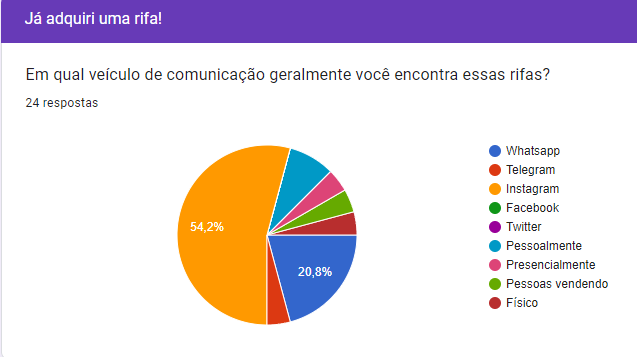 Já adquiri uma rifa!
Em qual veículo de comunicação geralmente você encontra essas rifas?
24 respostas
54,2%
20,8%
Whatsapp
Telegram
Instagram
Facebook
Twitter
Pessoalmente
Presencialmente
Pessoas vendendo
Físico